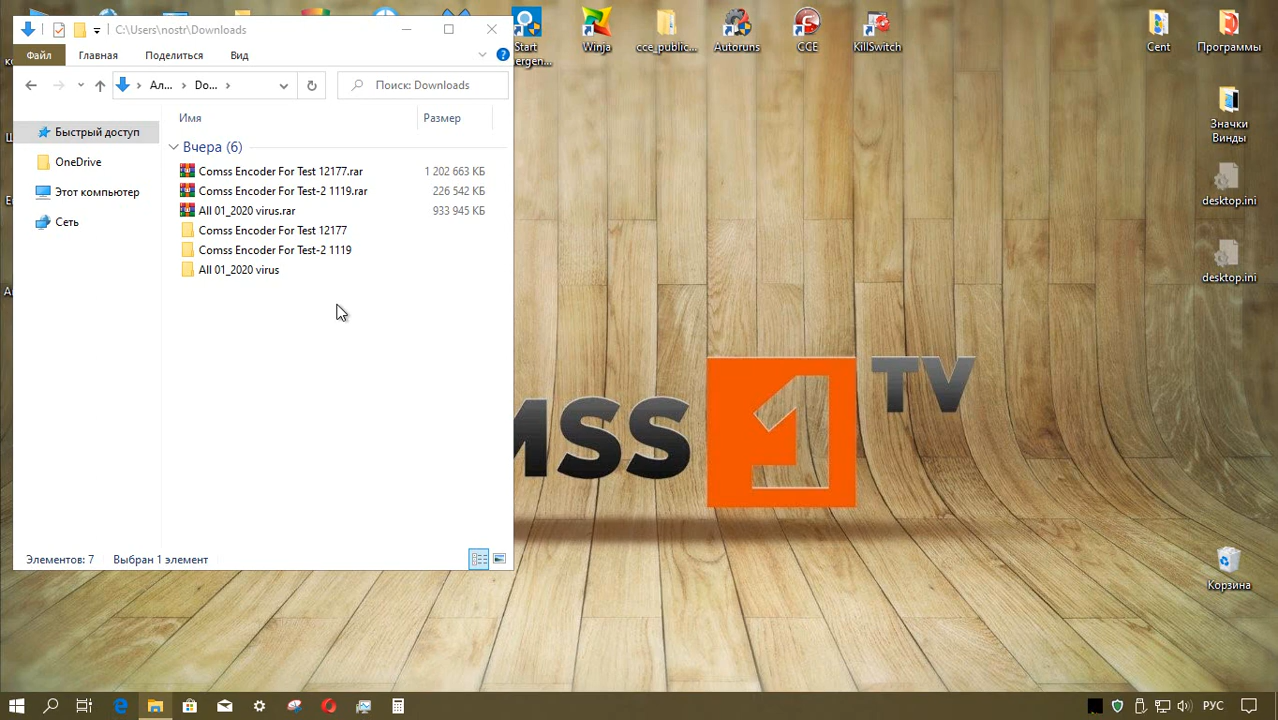 C:\Users\nostr\Downloads
Файл
Главная
Поделиться
Вид
Ал...
Do...
Поиск: Downloads
Имя
Размер
Быстрый доступ
OneDrive
Этот компьютер
Сеть
Вчера (6)
Comss Encoder For Test 12177.rar
1 202 663 КБ
Comss Encoder For Test-2 1119.rar
226 542 КБ
All 01_2020 virus.rar
933 945 КБ
Comss Encoder For Test 12177
Comss Encoder For Test-2 1119
All 01_2020 virus
Элементов: 7
Выбран 1 элемент
Start
Emergen...
Winja
cce_public...
Autoruns
CCE
KillSwitch
Cent
Программы
Значки
Винды
desktop.ini
desktop.ini
MSS
1
TV
Корзина
РУС